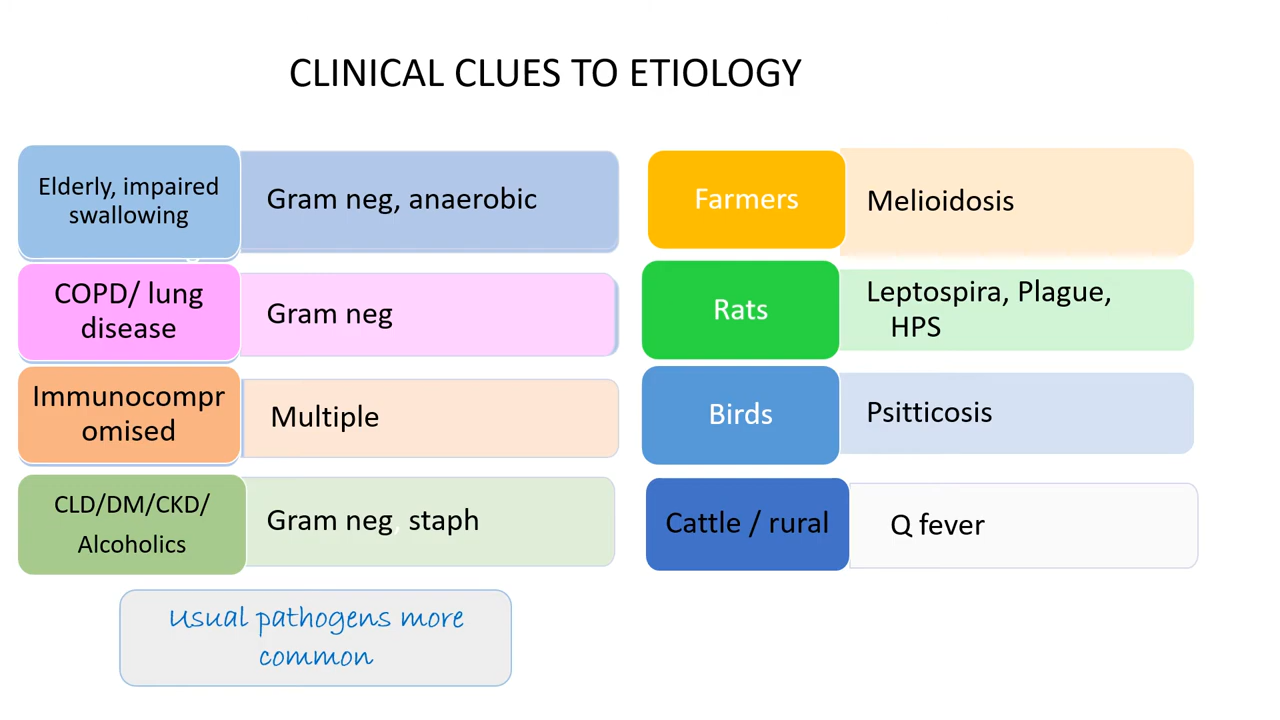 CLINICAL CLUES TO ETIOLOGY
Elderly, impaired
swallowing
Gram neg, anaerobic
COPD/ lung
disease
Gram neg
Immunocompr
omised
Multiple
CLD/DM/CKD/
Alcoholics
Gram neg, staph
Usual pathogens more
common
Farmers
Melioidosis
Rats
Leptospira, Plague,
HPS
Birds
Psitticosis
Cattle / rural
Q fever